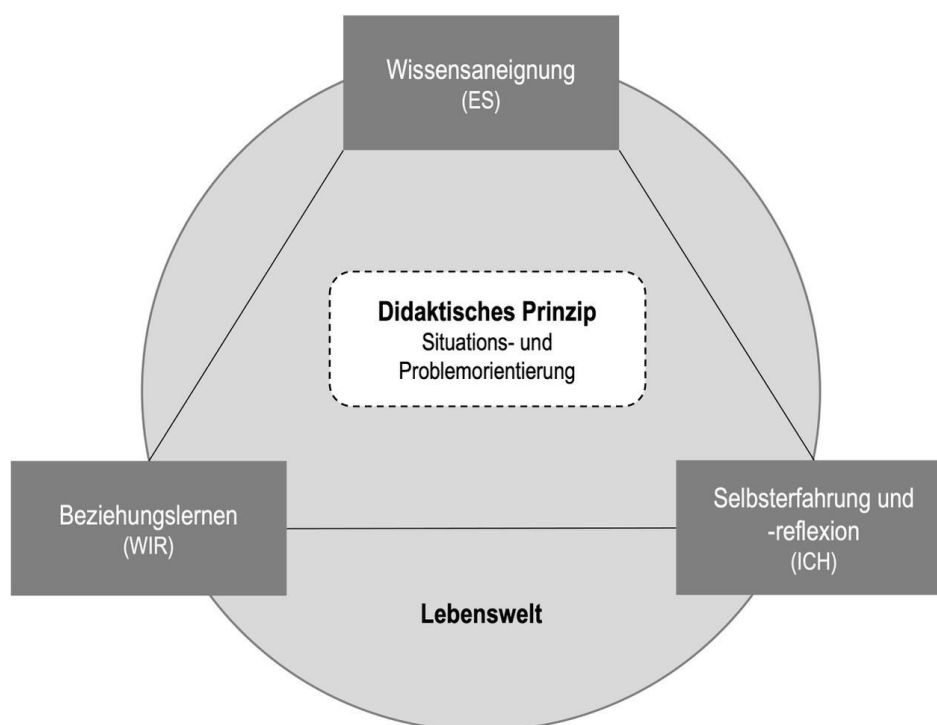 Wissensaneignung
(ES)
Didaktisches Prinzip
Situations- und
Problemorientierung
Beziehungslernen
(WIR)
Selbsterfahrung und
-reflexion
(ICH)
Lebenswelt